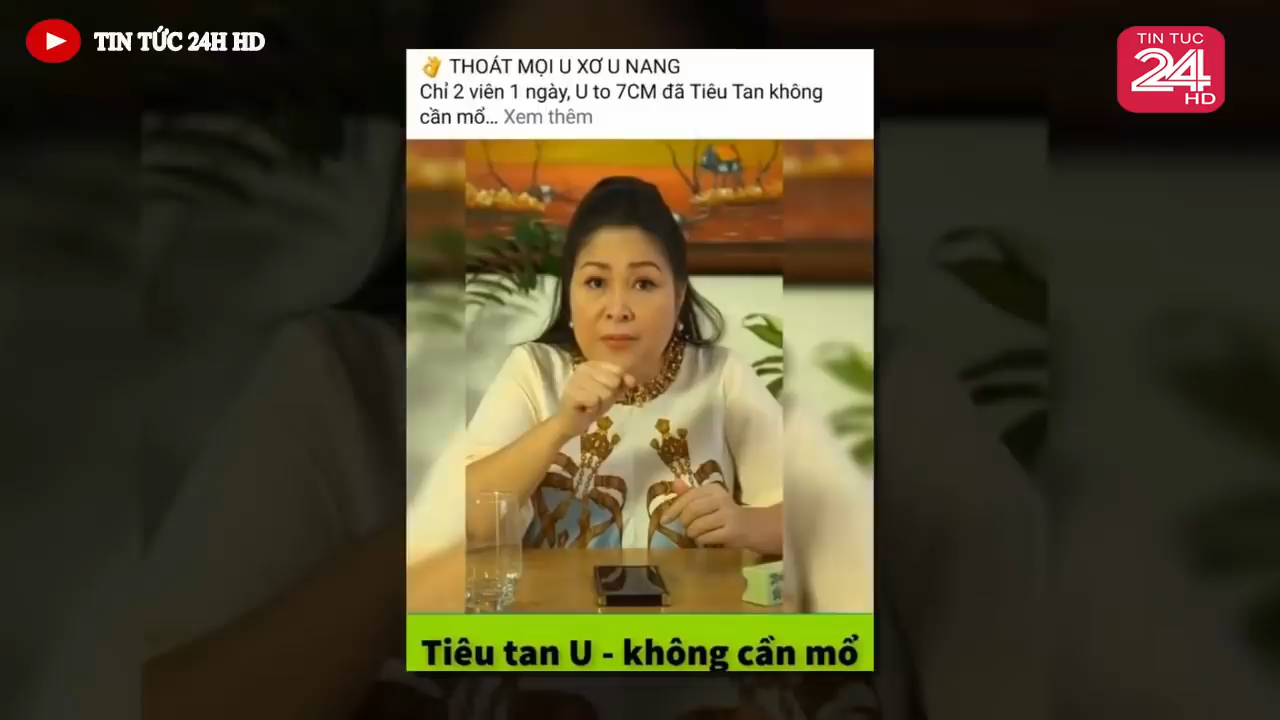 TIN TỨC 24H HD
TIN TUC
24
HD
👌 THOÁT MỌI U XƠ U NANG
Chỉ 2 viên 1 ngày, U to 7CM đã Tiêu Tan không
cần mổ... Xem thêm
Tiêu tan U - không cần mổ